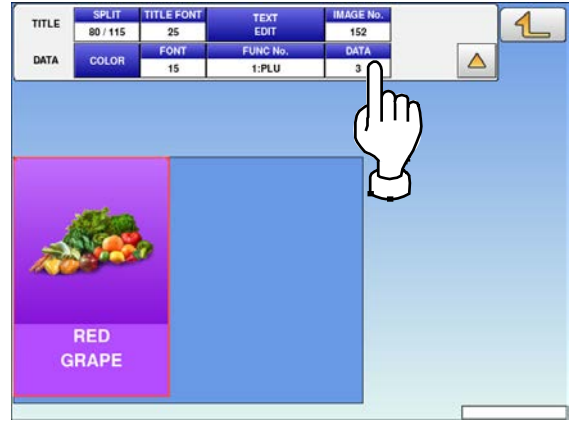 TITLE
SPLIT
TITLE FONT
TEXT
EDIT
IMAGE No.
80 / 115
25
152
DATA
COLOR
FONT
FUNC No.
DATA
15
1:PLU
3
RED
GRAPE